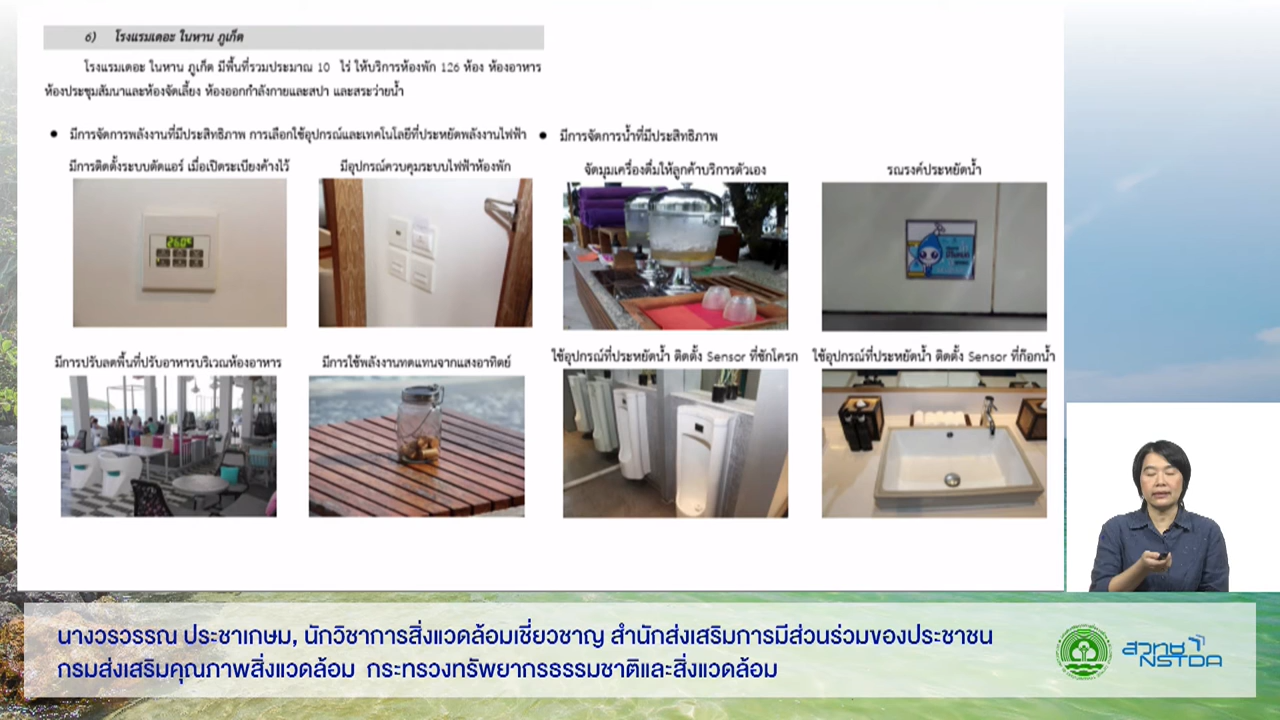 6) โรงแรมเดอะ ในหาน ภูเก็ต
โรงแรมเดอะ ในหาน ภูเก็ต มีพื้นที่รวมประมาณ 10 ไร่ ให้บริการห้องพัก 126 ห้อง ห้องอาหาร
ห้องประชุมสัมนาและห้องจัดเลี้ยง ห้องออกกำลังกายและสปา และสระว่ายน้ำ
● มีการจัดการพลังงานที่มีประสิทธิภาพ การเลือกใช้อุปกรณ์และเทคโนโลยีที่ประหยัดพลังงานไฟฟ้า
มีการติดตั้งระบบตัดแอร์ เมื่อเปิดระเบียงค้างไว้
มีอุปกรณ์ควบคุมระบบไฟฟ้าห้องพัก
26.0°C
มีการปรับลดพื้นที่ปรับอาหารบริเวณห้องอาหาร
มีการใช้พลังงานทดแทนจากแสงอาทิตย์
● มีการจัดการน้ำที่มีประสิทธิภาพ
จัดมุมเครื่องดื่มให้ลูกค้าบริการตัวเอง
รณรงค์ประหยัดน้ำ
ใช้อุปกรณ์ที่ประหยัดน้ำ ติดตั้ง Sensor ที่ชักโครก
ใช้อุปกรณ์ที่ประหยัดน้ำ ติดตั้ง Sensor ที่ก๊อกน้ำ
นางวรวรรณ ประชาเกษม, นักวิชาการสิ่งแวดล้อมเชี่ยวชาญ สำนักส่งเสริมการมีส่วนร่วมของประชาชน
กรมส่งเสริมคุณภาพสิ่งแวดล้อม กระทรวงทรัพยากรธรรมชาติและสิ่งแวดล้อม
สวทช
NSTDA